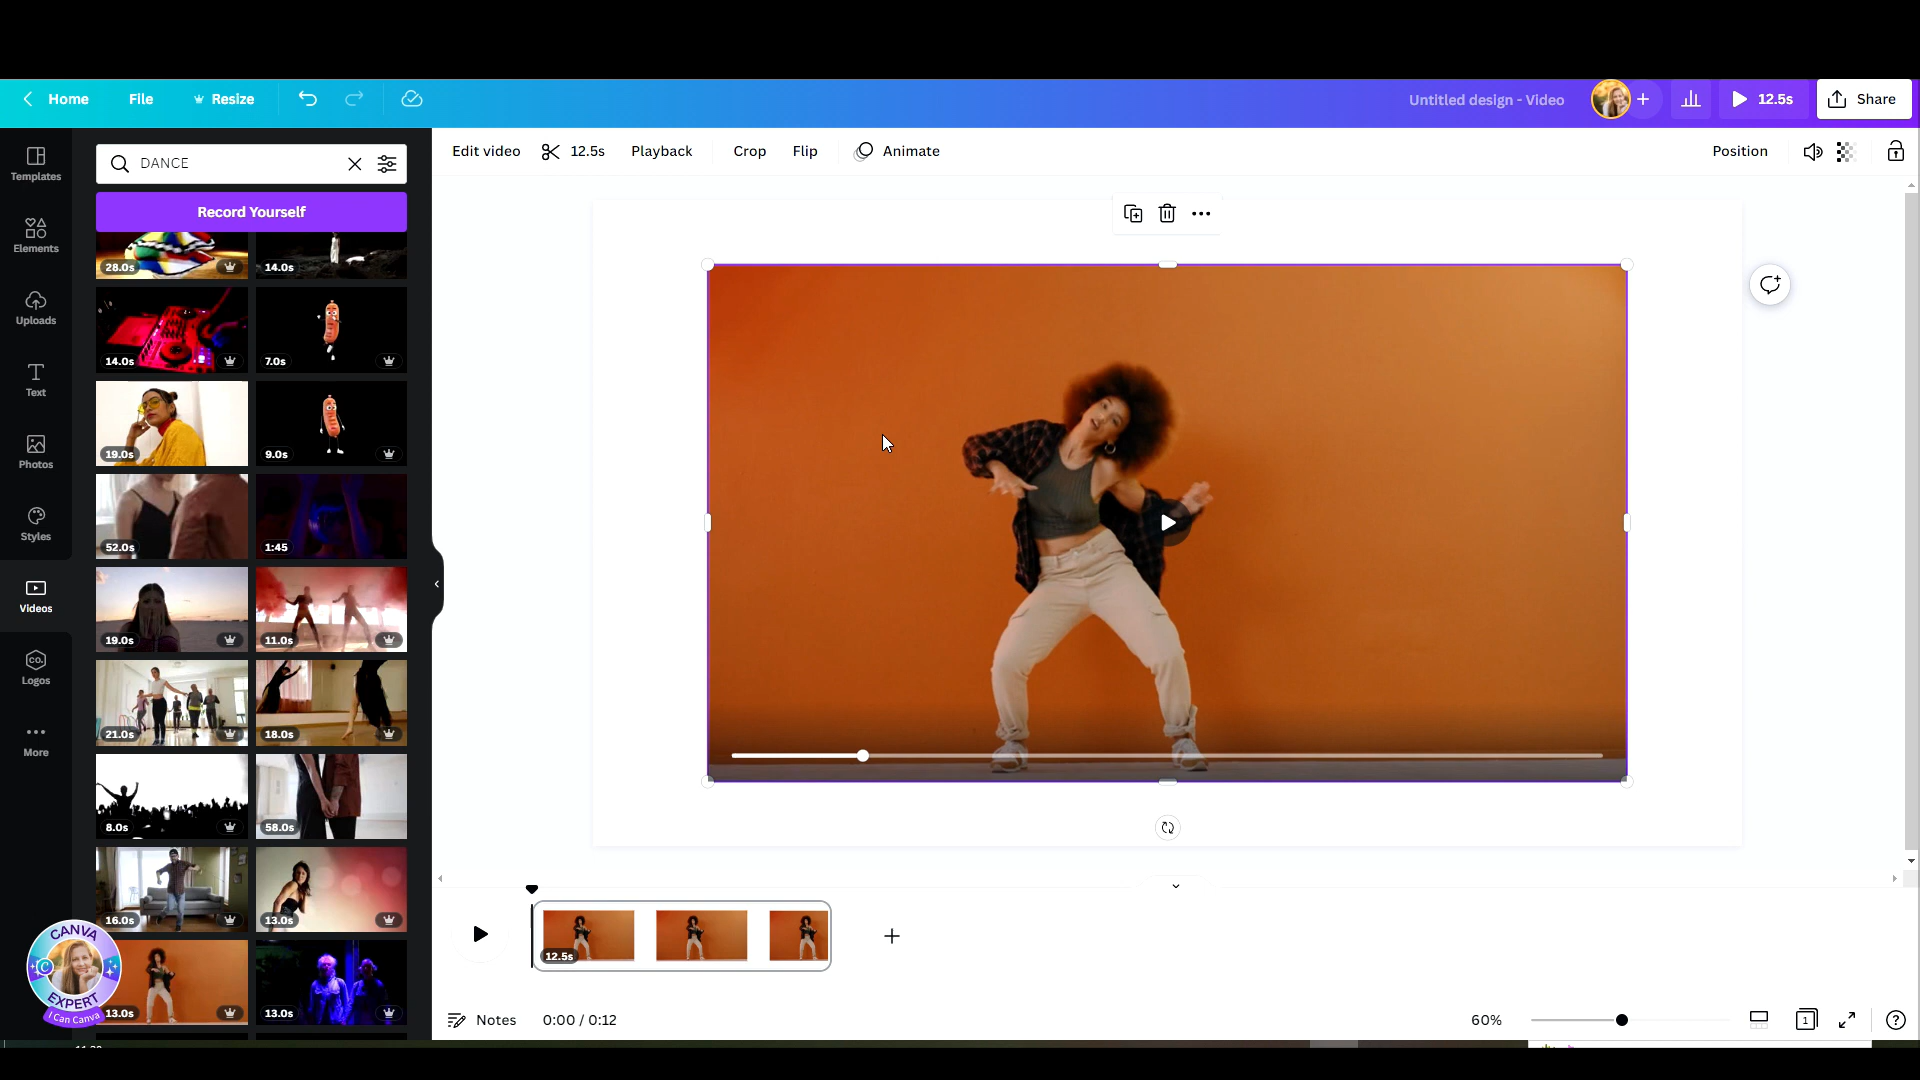 Home File Resize Untitled design - Video + 12.5s Share
DANCE
Edit video 12.5s Playback Crop Flip Animate Position
Record Yourself
Templates
Elements
Uploads
Text
Photos
Styles
Videos
Logos
More
CO.
28.0s 14.0s
14.0s 7.0s
19.0s 9.0s
52.0s 1:45
19.0s 11.0s
21.0s 18.0s
8.0s 58.0s
16.0s 13.0s
13.0s 13.0s
CANVA
EXPERT
I Can Canva
12.5s
Notes 0:00 / 0:12 60% 1